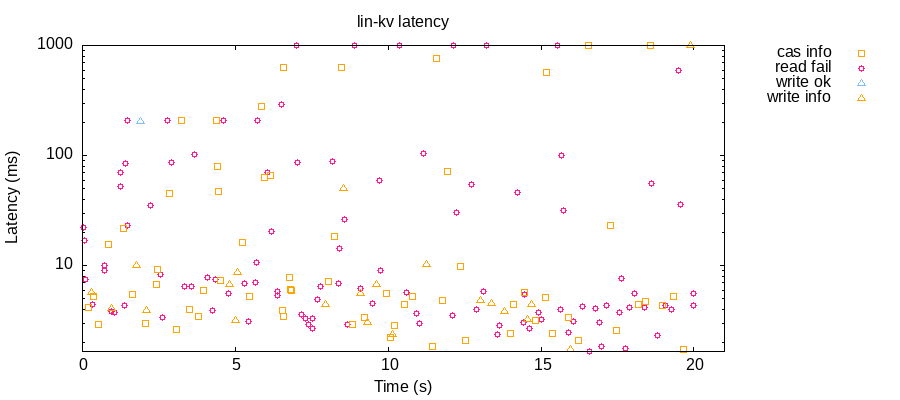 lin-kv latency
1000
100
10
Latency (ms)
0 5 10 15 20
Time (s)
cas info
read fail
write ok
write info